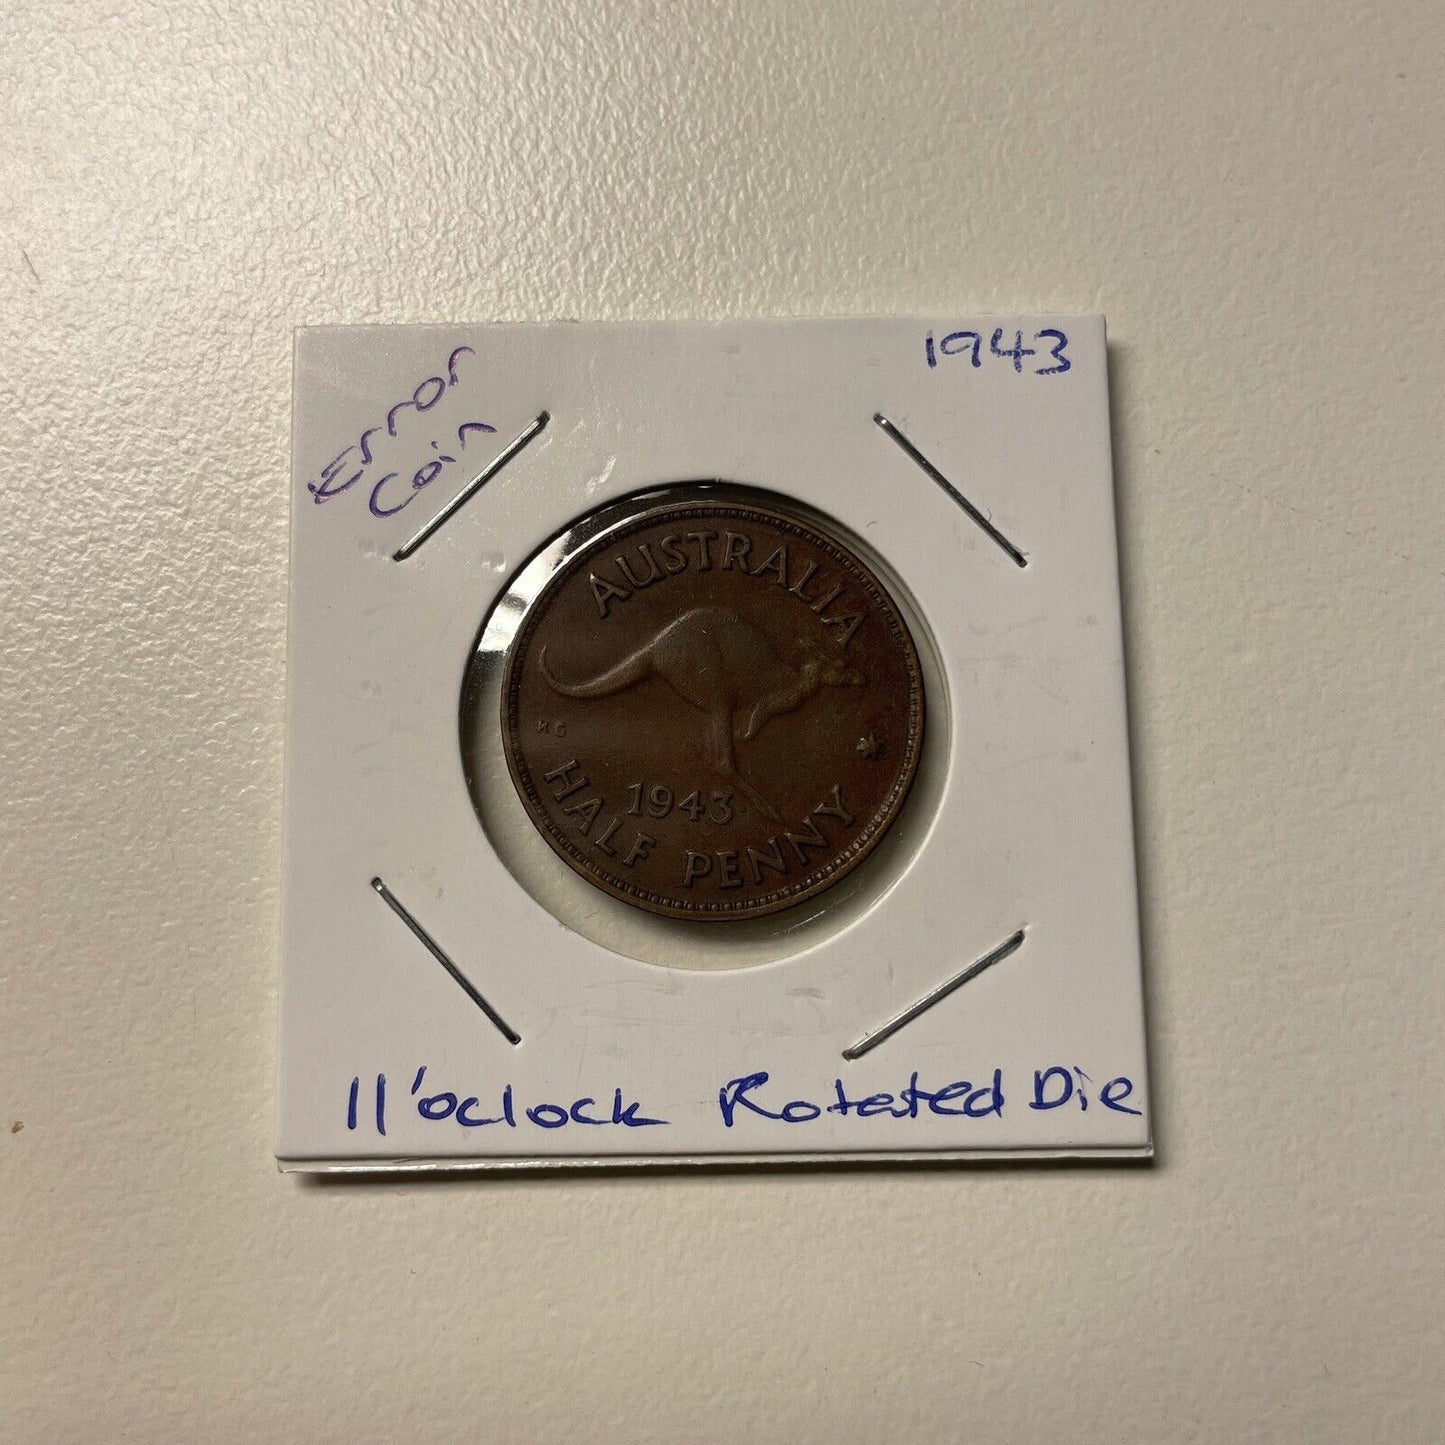 Error
Coin
1943
AUSTRALIA
KG
1943.
HALF PENNY
11'oclock Rotated Die